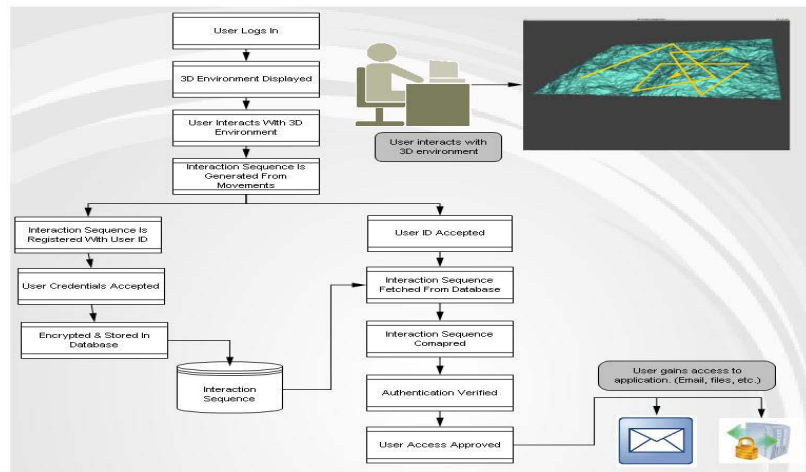 User Logs In
3D Environment Displayed
User Interacts With 3D
Environment
Interaction Sequence Is
Generated From
Movements
User interacts with
3D environment
Interaction Sequence Is
Registered With User ID
User Credentials Accepted
Encrypted & Stored In
Database
Interaction
Sequence
User ID Accepted
Interaction Sequence
Fetched From Database
Interaction Sequence
Comapred
Authentication Verified
User Access Approved
User gains access to
application. (Email, files, etc.)